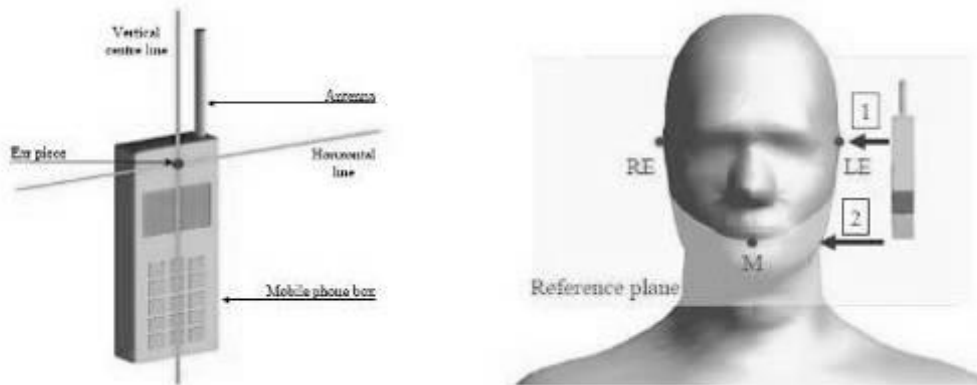 Vertical
centre line
Antenna
Ear piece
Horizontal
line
Mobile phone box
1
RE
LE
2
M
Reference plane